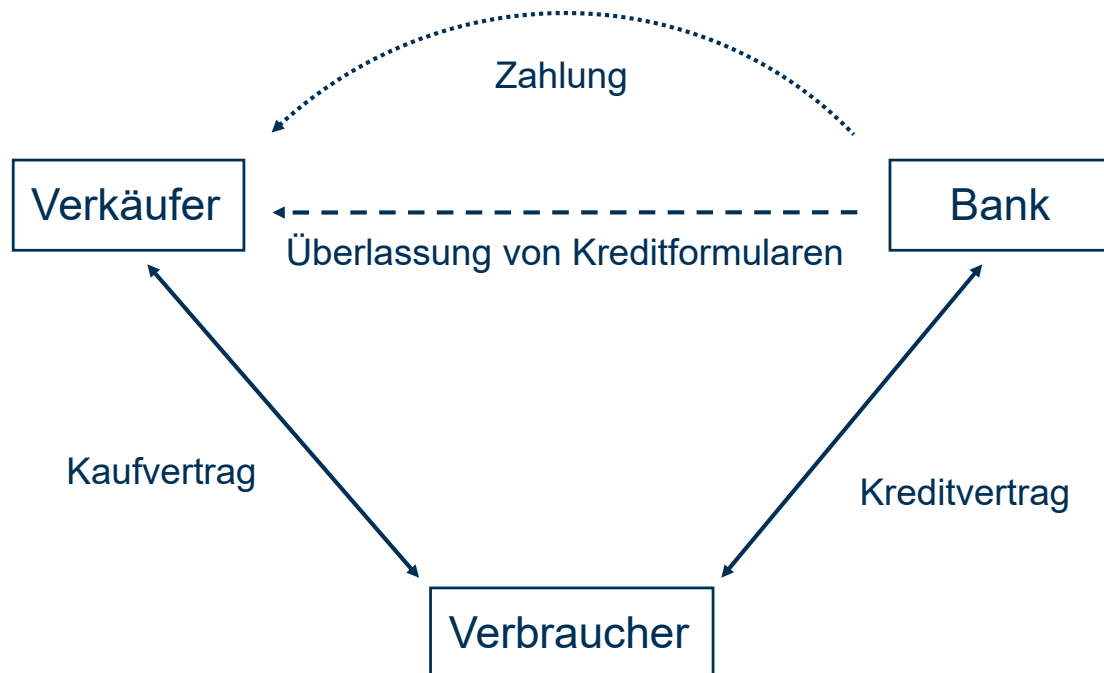 Zahlung
Verkäufer
Bank
Überlassung von Kreditformularen
Kaufvertrag
Kreditvertrag
Verbraucher